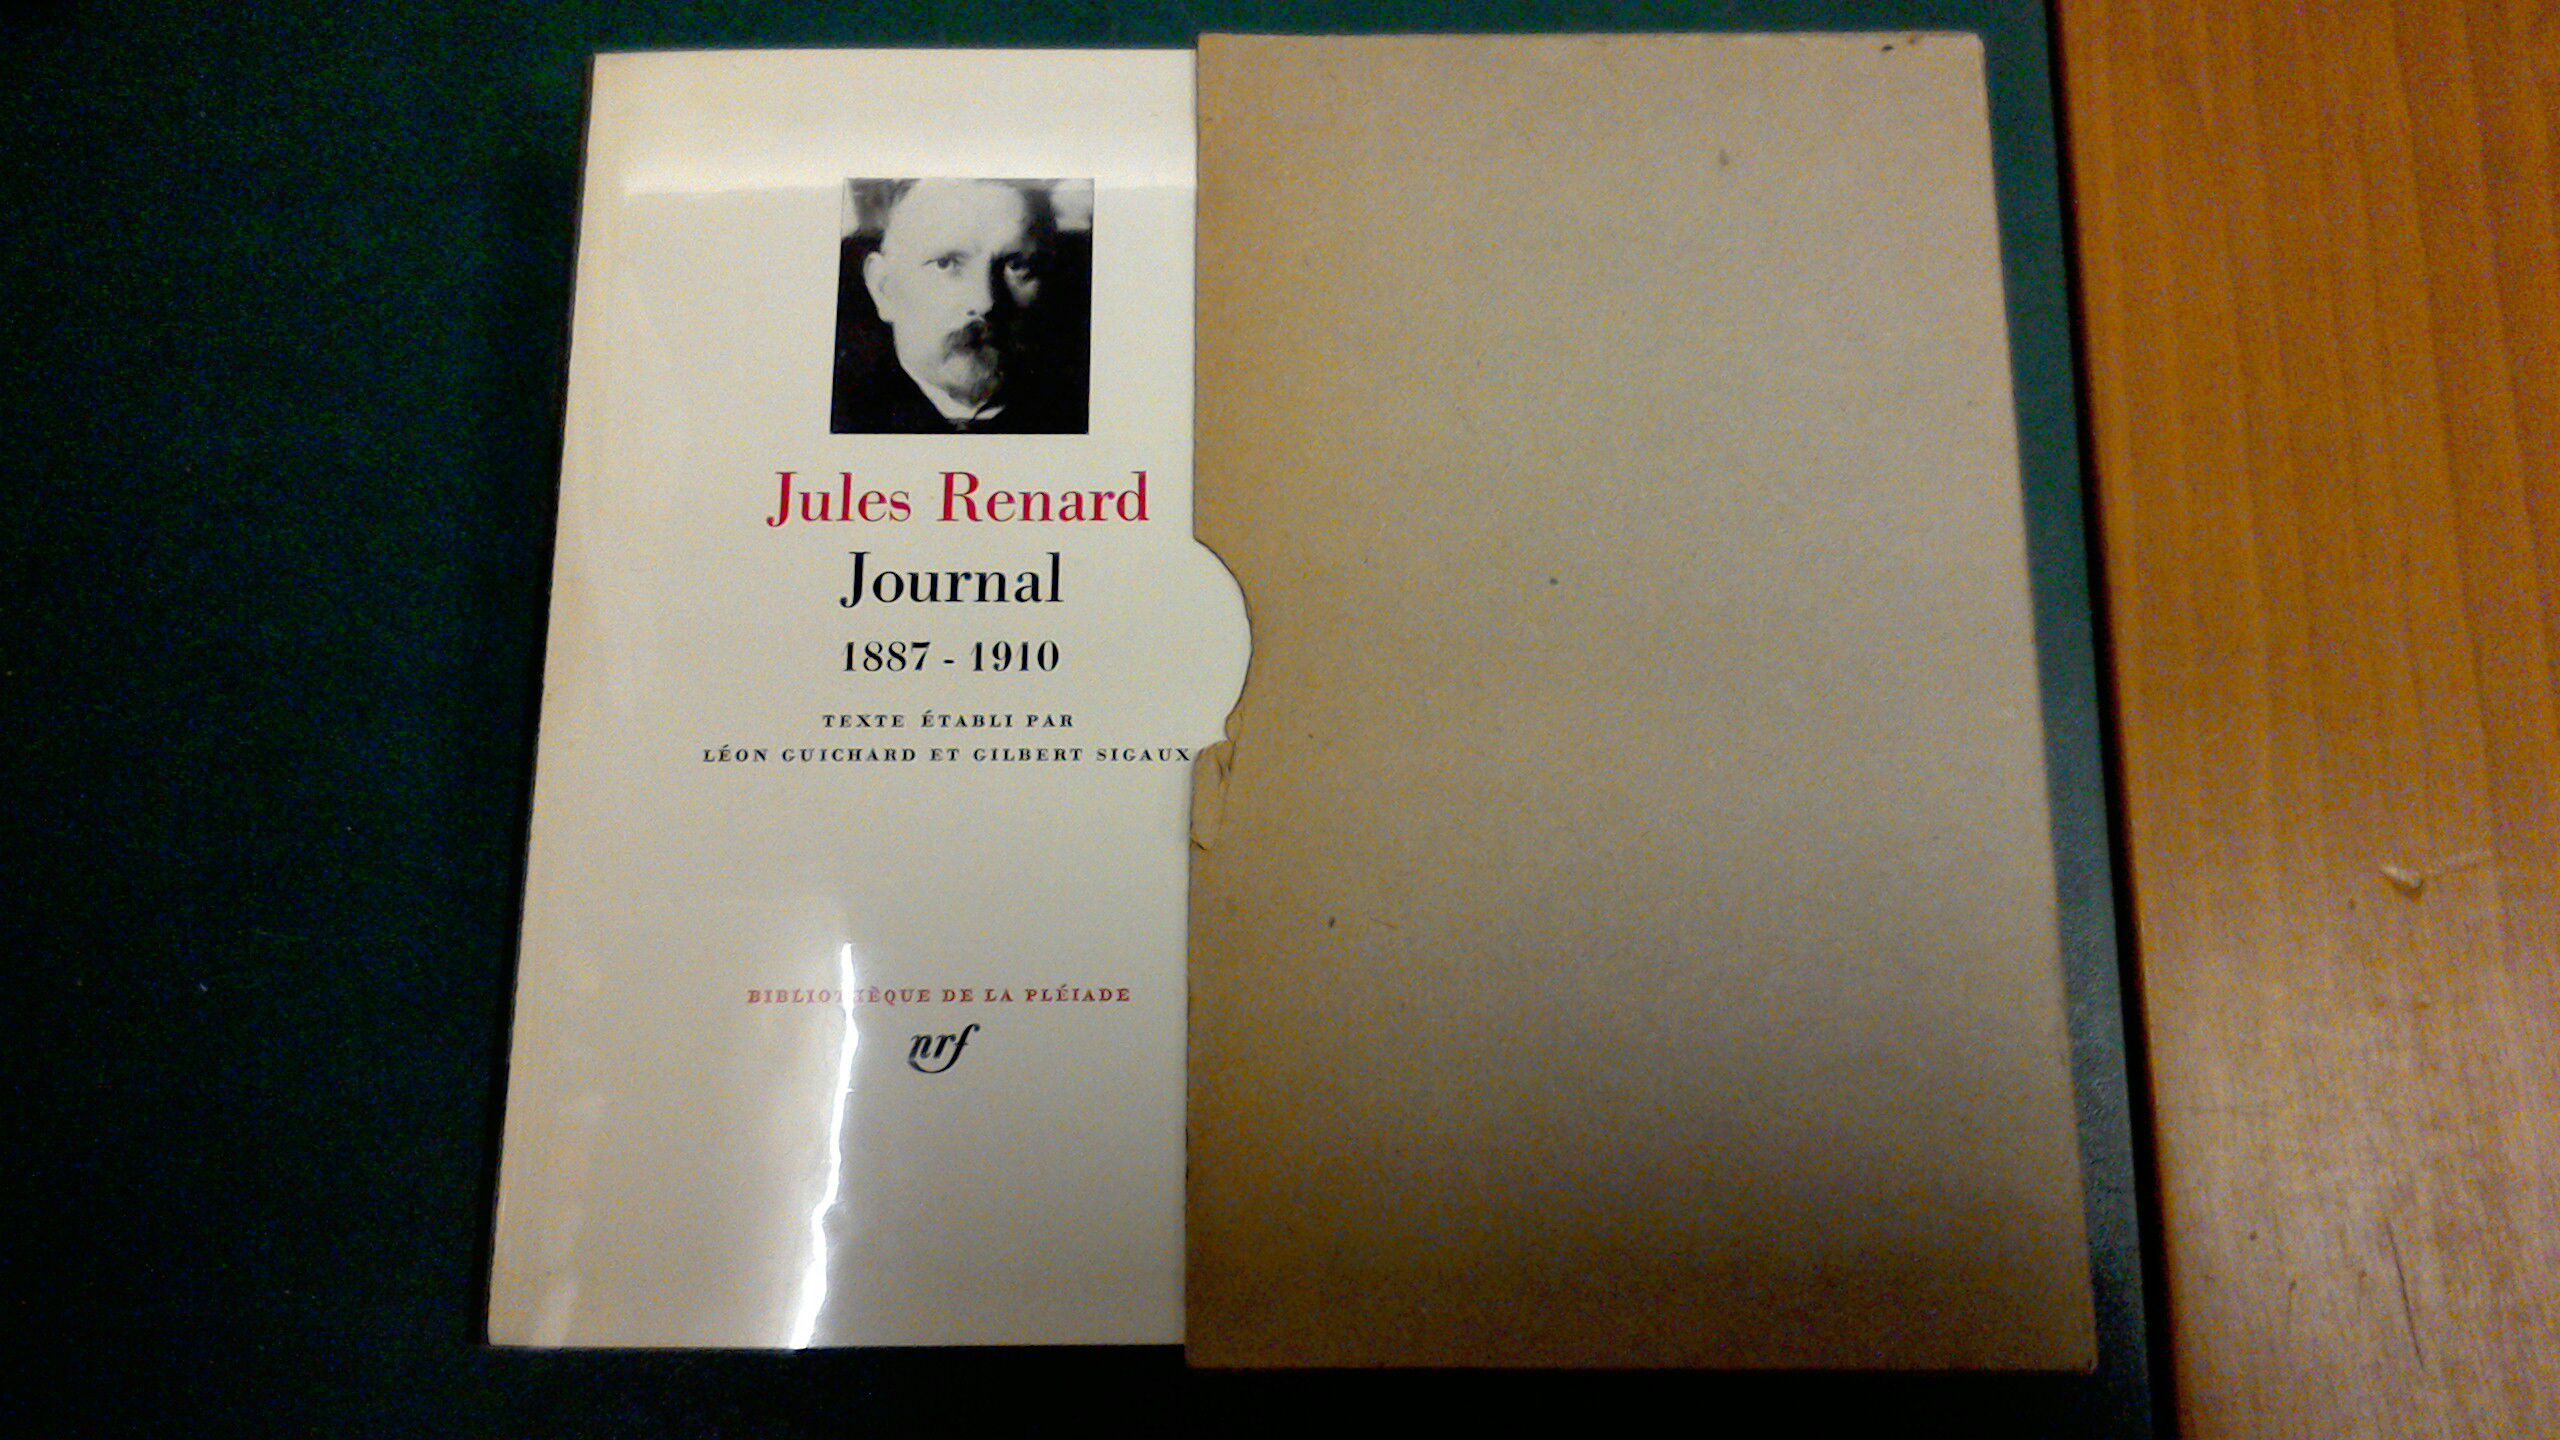 Jules Renard
Journal
1887 - 1910
TEXTE ÉTABLI PAR
LÉON GUICHARD ET GILBERT SIGAUX
BIBLIOTHÈQUE DE LA PLÉIADE
nrf